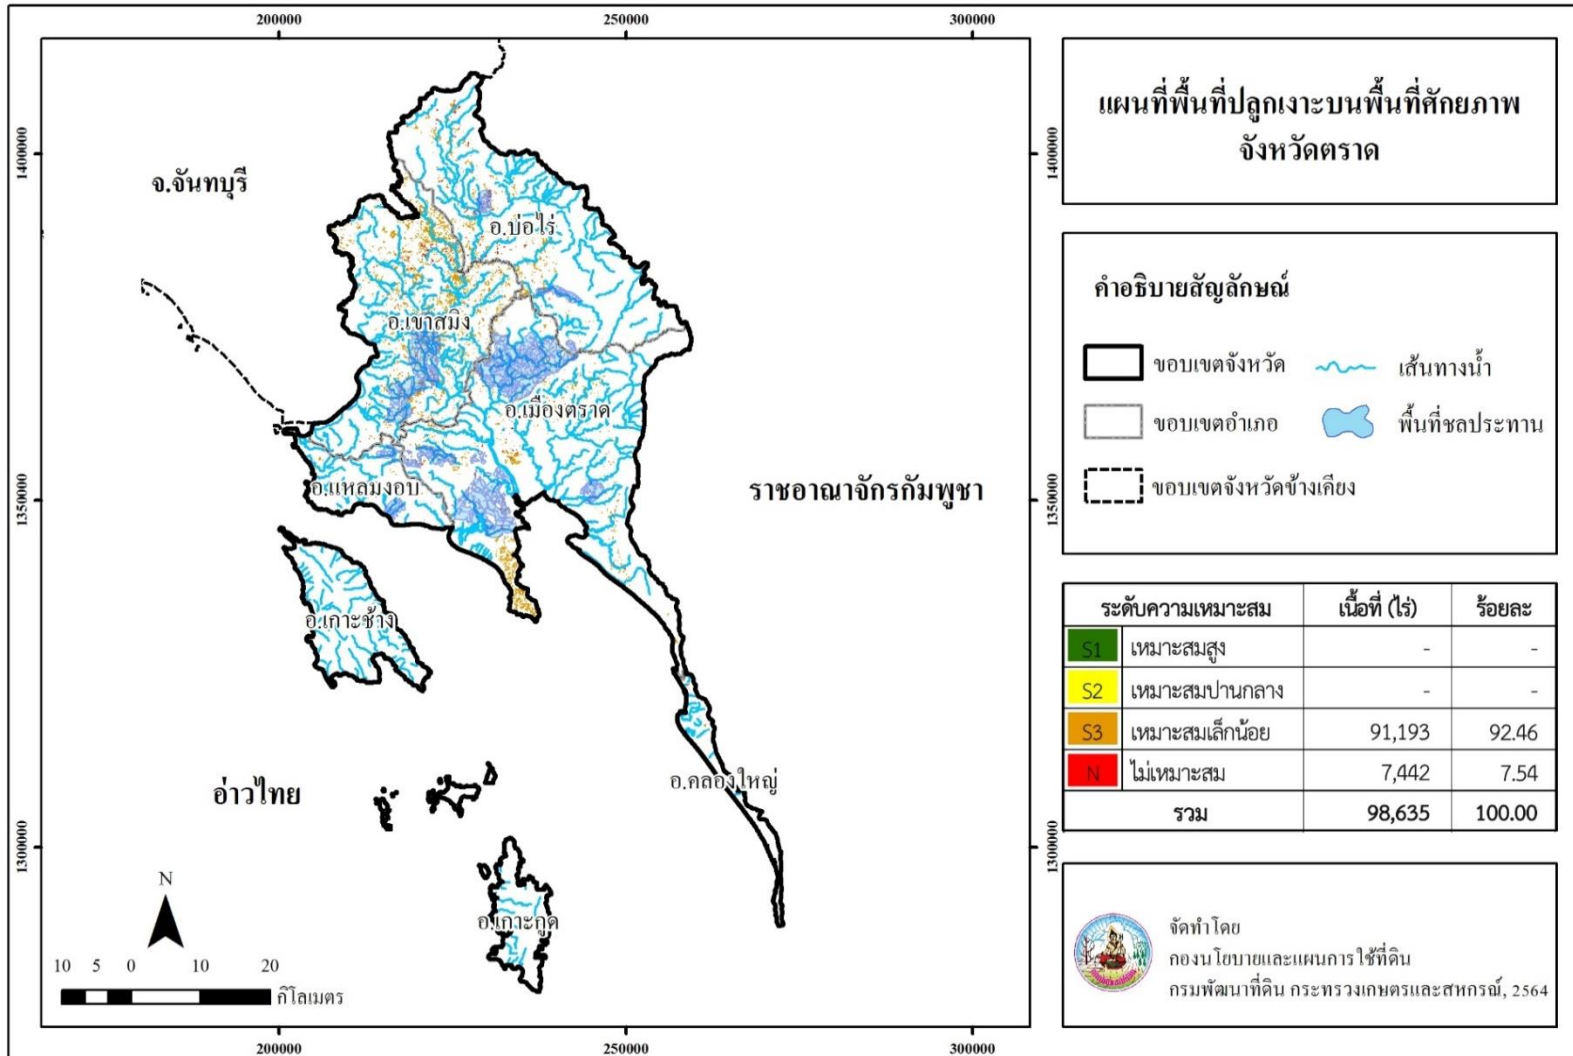 200000 250000 300000
1400000 1400000
1350000 1350000
1300000 1300000
จ.จันทบุรี
อ.บ่อไร่
อ.เขาสมิง
อ.เมืองตราด
อ.แหลมงอบ
ราชอาณาจักรกัมพูชา
อ.เกาะช้าง
อ.คลองใหญ่
อ่าวไทย
อ.เกาะกูด
N
10 5 0 10 20
กิโลเมตร
200000 250000 300000
แผนที่พื้นที่ปลูกเงาะบนพื้นที่ศักยภาพ
จังหวัดตราด
คำอธิบายสัญลักษณ์
ขอบเขตจังหวัด เส้นทางน้ำ
ขอบเขตอำเภอ พื้นที่ชลประทาน
ขอบเขตจังหวัดข้างเคียง
ระดับความเหมาะสม เนื้อที่ (ไร่) ร้อยละ
S1 เหมาะสมสูง - -
S2 เหมาะสมปานกลาง - -
S3 เหมาะสมเล็กน้อย 91,193 92.46
N ไม่เหมาะสม 7,442 7.54
รวม 98,635 100.00
จัดทำโดย
กองนโยบายและแผนการใช้ที่ดิน
กรมพัฒนาที่ดิน กระทรวงเกษตรและสหกรณ์, 2564